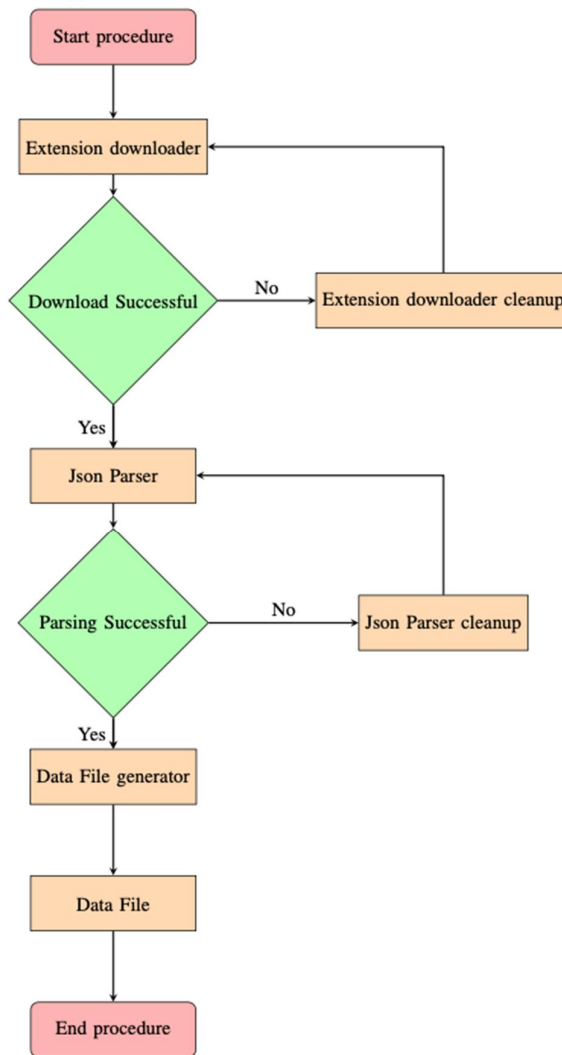 Start procedure
Extension downloader
Download Successful
No
Extension downloader cleanup
Yes
Json Parser
Parsing Successful
No
Json Parser cleanup
Yes
Data File generator
Data File
End procedure